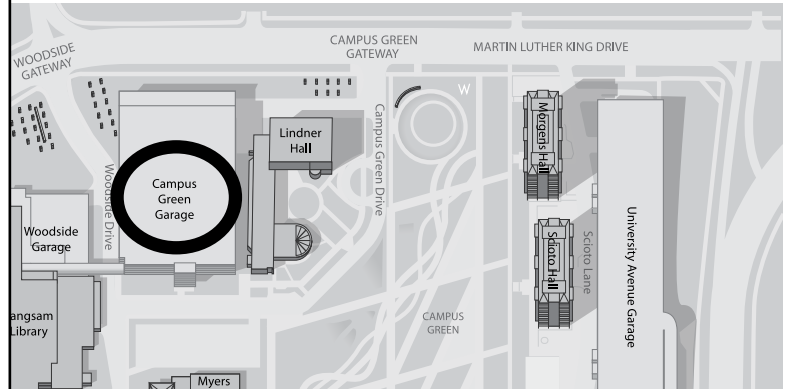 WOODSIDE
GATEWAY
CAMPUS GREEN
GATEWAY
MARTIN LUTHER KING DRIVE
W
Lindner
Hall
Campus Green Drive
Morgens Hall
Campus
Green
Garage
Woodside Drive
Woodside
Garage
Scioto Hall
Scioto Lane
University Avenue Garage
angsam
Library
CAMPUS
GREEN
Myers